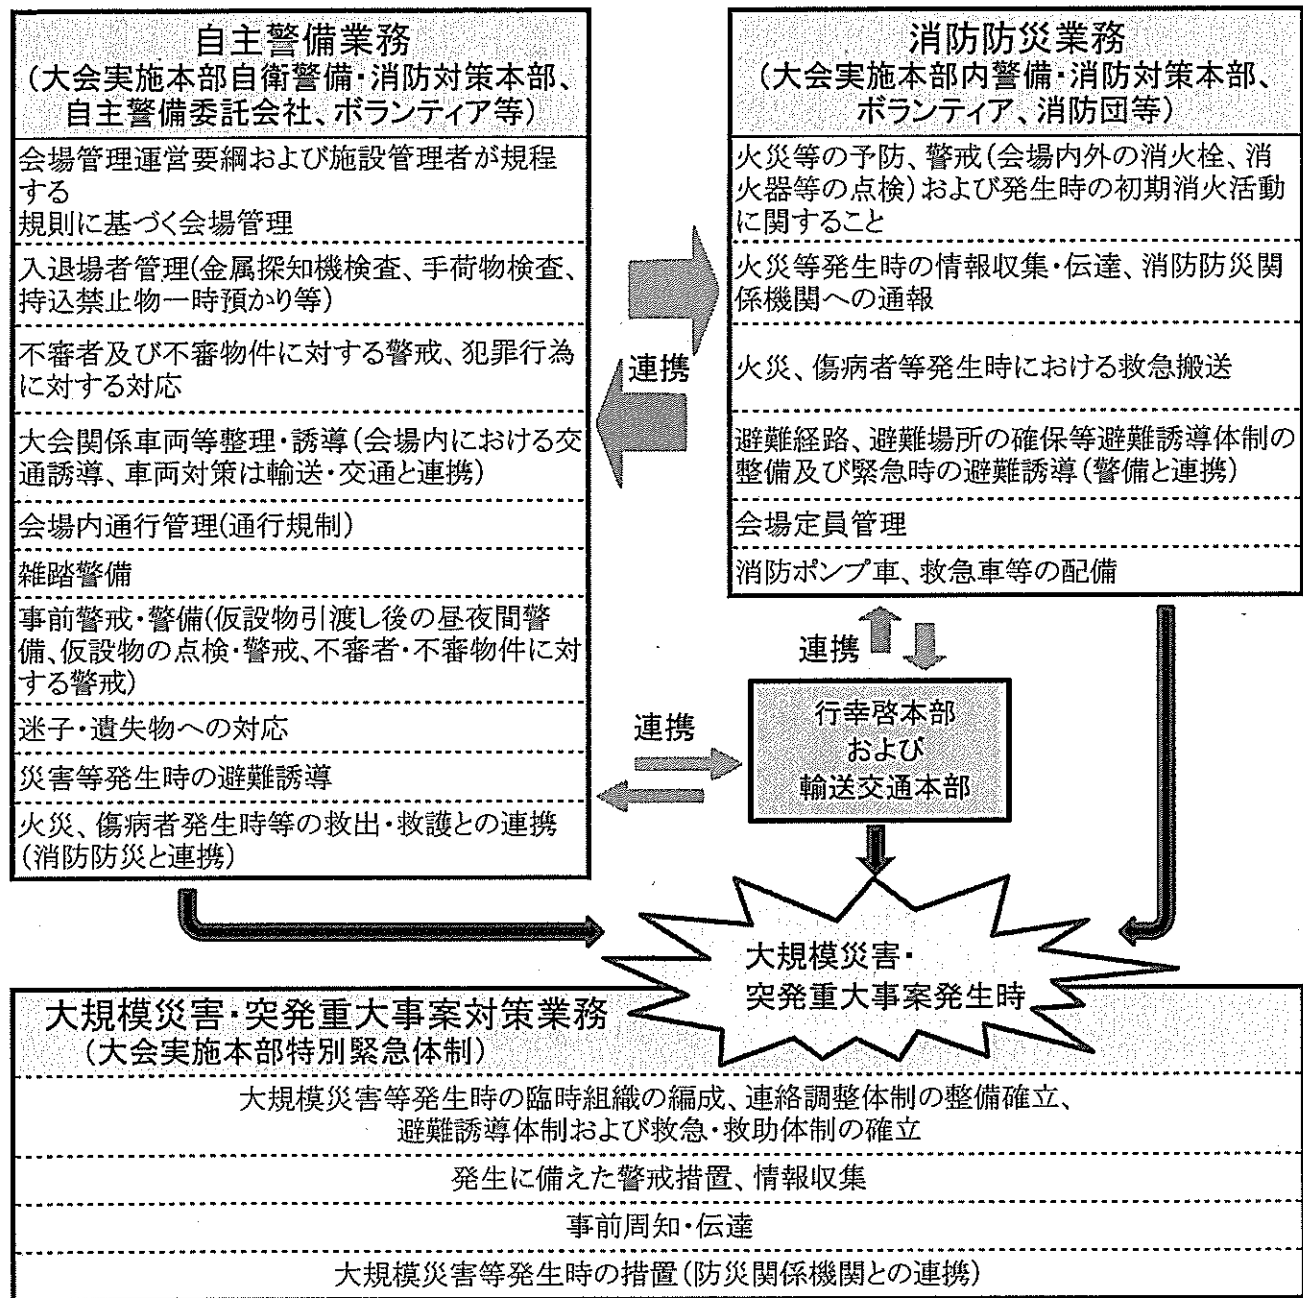 自主警備業務
(大会実施本部自衛警備・消防対策本部、
自主警備委託会社、ボランティア等)
会場管理運営要綱および施設管理者が規程
する
規則に基づく会場管理
入退場者管理(金属探知機検査、手荷物検査、
持込禁止物一時預かり等)
不審者及び不審物件に対する警戒、犯罪行為
に対する対応
大会関係車両等整理・誘導(会場内における交
通誘導、車両対策は輸送・交通と連携)
会場内通行管理(通行規制)
雑踏警備
事前警戒・警備(仮設物引渡し後の昼夜間警
備、仮設物の点検・警戒、不審者・不審物件に対
する警戒)
迷子・遺失物への対応
災害等発生時の避難誘導
火災、傷病者発生時等の救出・救護との連携
(消防防災と連携)
連携
連携
消防防災業務
(大会実施本部内警備・消防対策本部、
ボランティア、消防団等)
火災等の予防、警戒(会場内外の消火栓、消
火器等の点検)および発生時の初期消火活動
に関すること
火災等発生時の情報収集・伝達、消防防災関
係機関への通報
火災、傷病者等発生時における救急搬送
避難経路、避難場所の確保等避難誘導体制の
整備及び緊急時の避難誘導(警備と連携)
会場定員管理
消防ポンプ車、救急車等の配備
連携
行幸啓本部
および
輸送交通本部
大規模災害・
突発重大事案発生時
大規模災害・突発重大事案対策業務
(大会実施本部特別緊急体制)
大規模災害等発生時の臨時組織の編成、連絡調整体制の整備確立、
避難誘導体制および救急・救助体制の確立
発生に備えた警戒措置、情報収集
事前周知・伝達
大規模災害等発生時の措置(防災関係機関との連携)